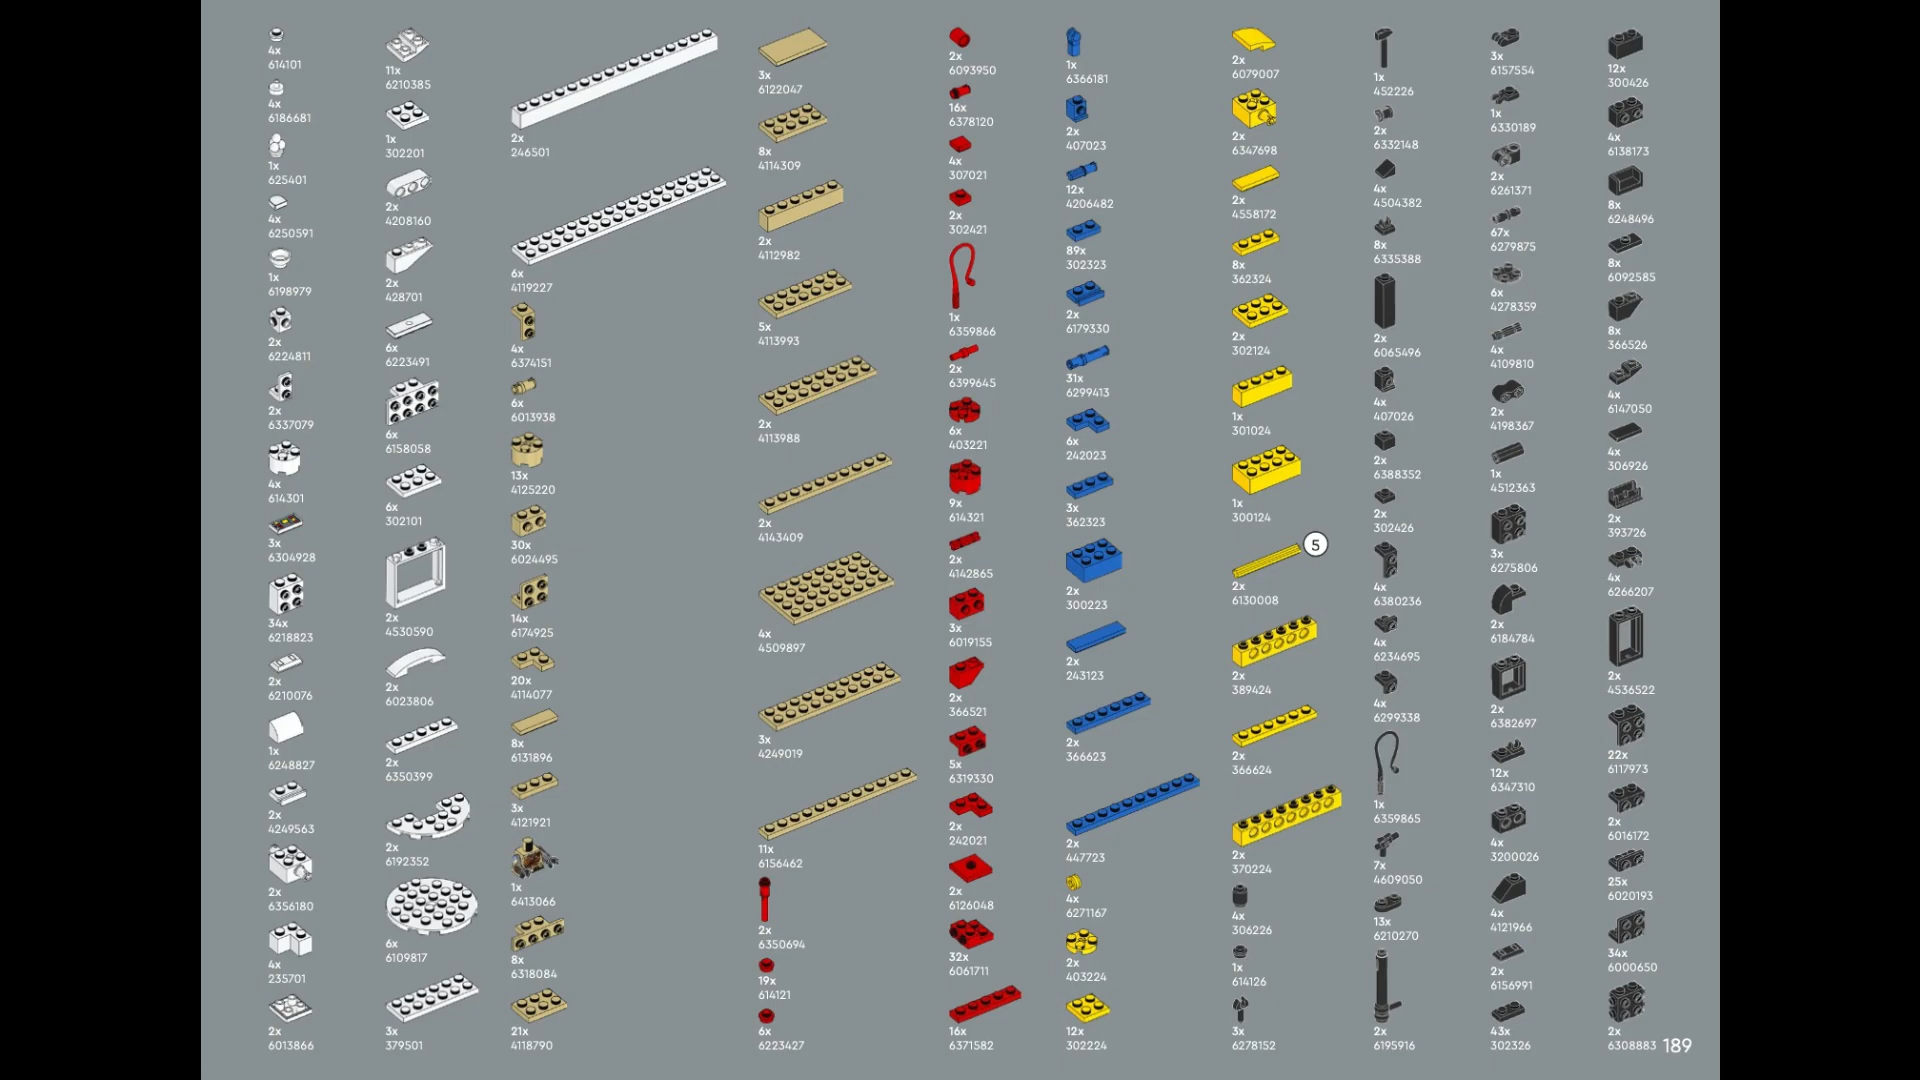 4x
614101
4x
6186681
1x
625401
4x
6250591
1x
6198979
2x
6224811
2x
6337079
4x
614301
3x
6304928
34x
6218823
2x
6210076
1x
6248827
2x
4249563
2x
6356180
4x
235701
2x
6013866
11x
6210385
1x
302201
2x
4208160
2x
428701
6x
6223491
6x
6158058
6x
302101
2x
4530590
2x
6023806
2x
6350399
2x
6192352
6x
6109817
3x
379501
2x
246501
6x
4119227
4x
6374151
6x
6013938
13x
4125220
30x
6024495
14x
6174925
20x
4114077
8x
6131896
3x
4121921
1x
6413066
8x
6318084
21x
4118790
3x
6122047
8x
4114309
2x
4112982
5x
4113993
2x
4113988
2x
4143409
4x
4509897
3x
4249019
11x
6156462
2x
6350694
19x
614121
6x
6223427
2x
6093950
16x
6378120
4x
307021
2x
302421
1x
6359866
2x
6399645
6x
403221
9x
614321
2x
4142865
3x
6019155
2x
366521
5x
6319330
2x
242021
2x
6126048
32x
6061711
16x
6371582
1x
6366181
2x
407023
12x
4206482
89x
302323
2x
6179330
31x
6299413
6x
242023
3x
362323
2x
300223
2x
243123
2x
366623
2x
447723
4x
6271167
2x
403224
12x
302224
2x
6079007
2x
6347698
2x
4558172
8x
362324
2x
302124
1x
301024
1x
300124
5
2x
6130008
2x
389424
2x
366624
2x
370224
4x
306226
1x
614126
3x
6278152
1x
452226
2x
6332148
4x
4504382
8x
6335388
2x
6065496
4x
407026
2x
6388352
2x
302426
4x
6380236
4x
6234695
4x
6299338
1x
6359865
7x
4609050
13x
6210270
2x
6195916
3x
6157554
1x
6330189
2x
6261371
67x
6279875
6x
4278359
4x
4109810
2x
4198367
1x
4512363
3x
6275806
2x
6184784
2x
6382697
12x
6347310
4x
3200026
4x
4121966
2x
6156991
43x
302326
12x
300426
4x
6138173
8x
6248496
8x
6092585
8x
366526
4x
6147050
4x
306926
2x
393726
4x
6266207
2x
4536522
22x
6117973
2x
6016172
25x
6020193
34x
6000650
2x
6308883
189